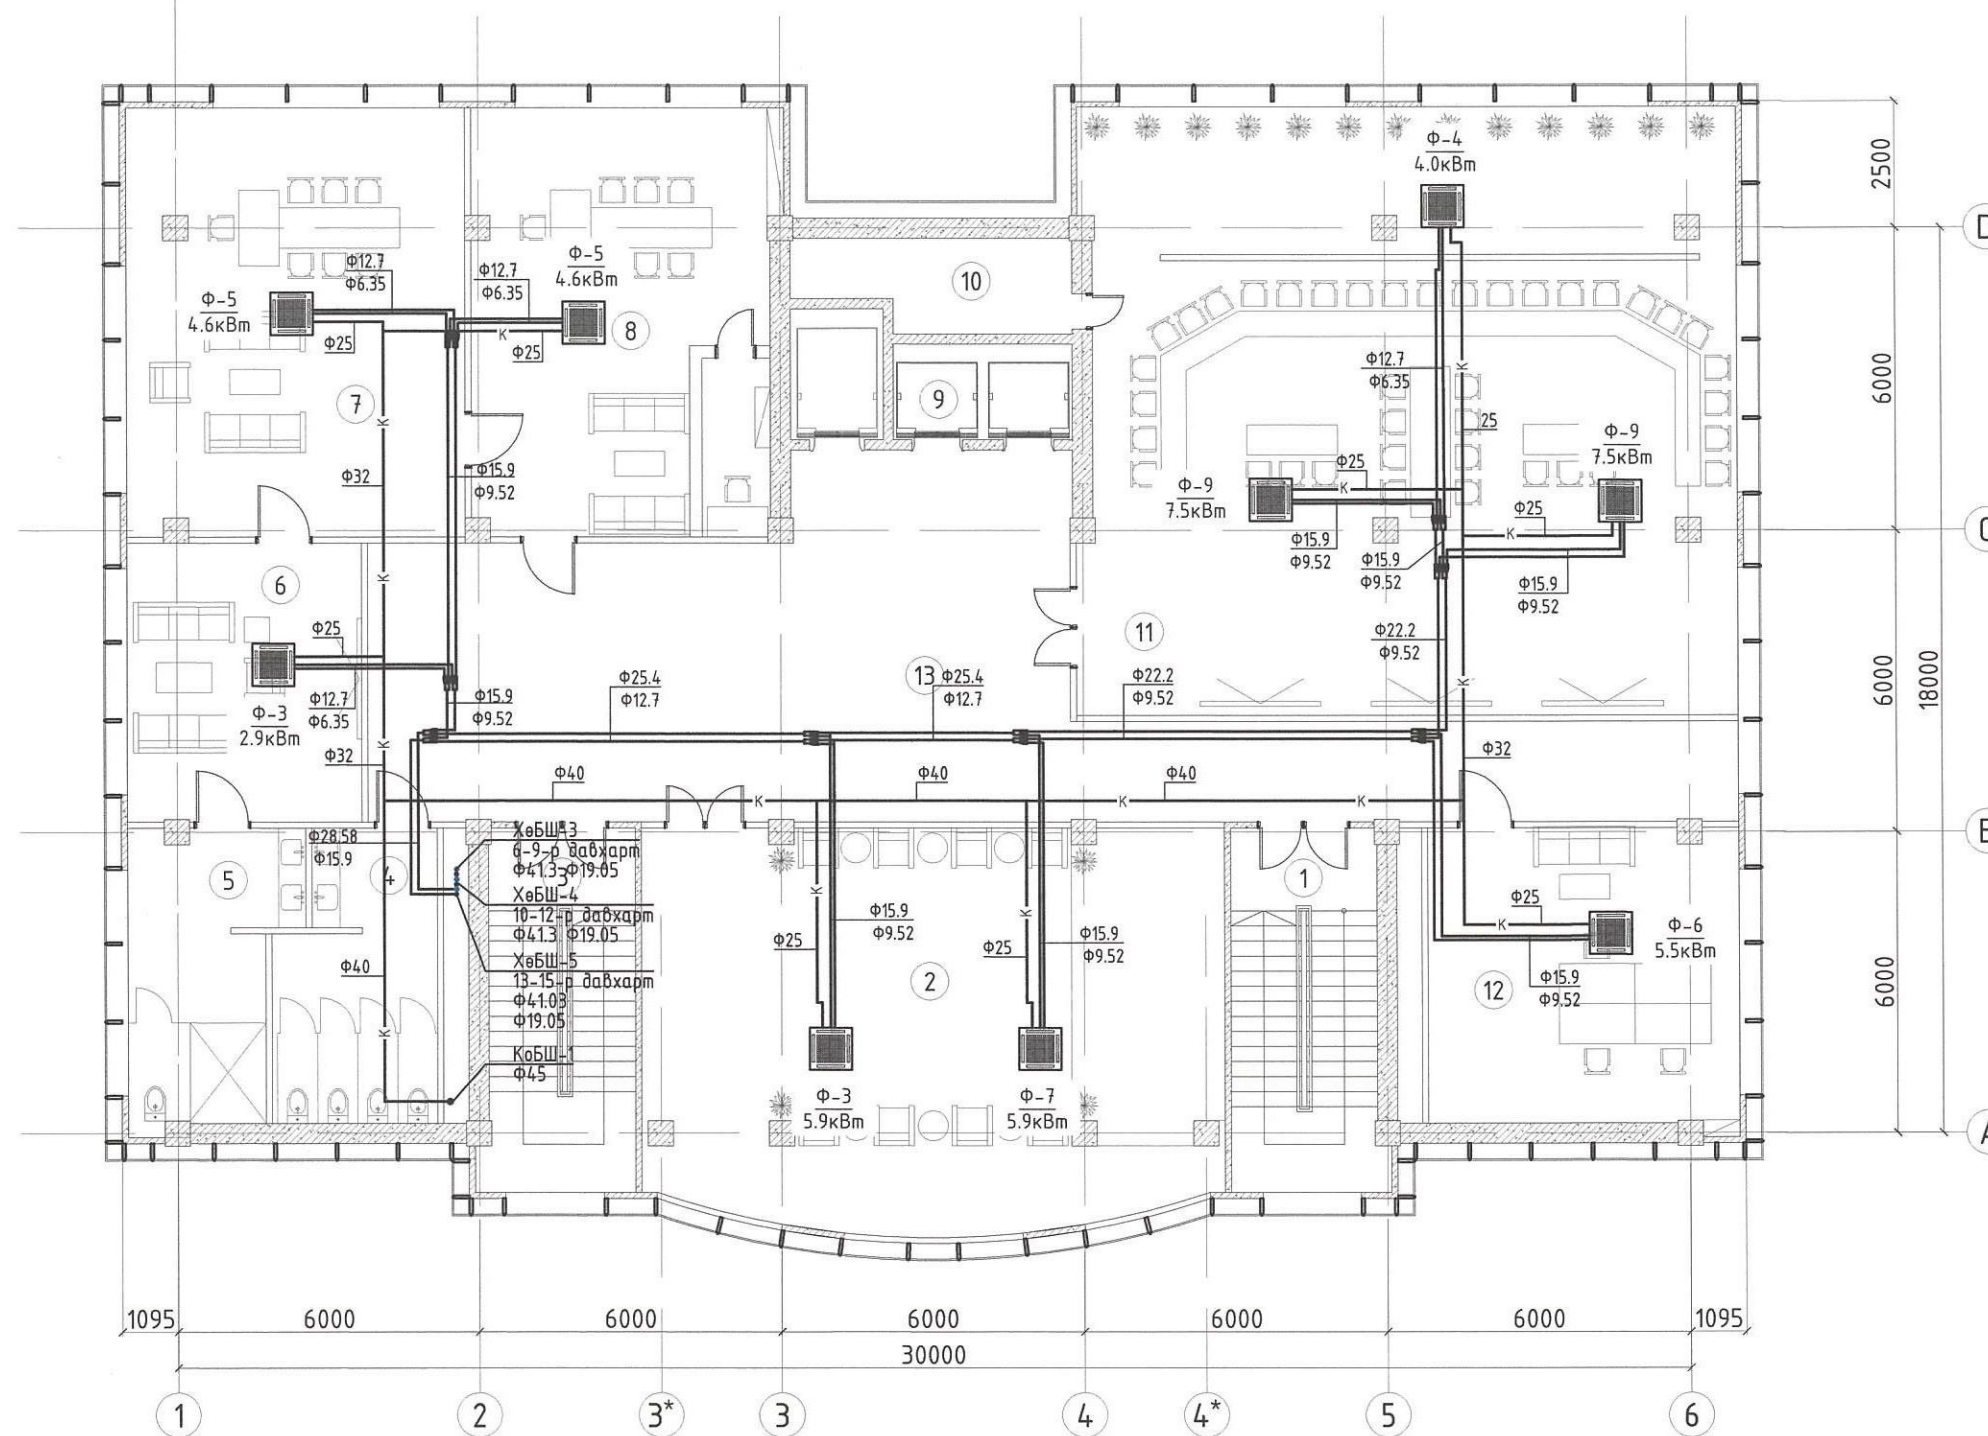 Ф-4
4.0кВт
2500
Ф-5
4.6кВт
Ф12.7
Ф6.35
Ф12.7
Ф6.35
Ф-5
4.6кВт
Ф25
К
Ф25
7
8
10
9
К
Ф32
Ф15.9
Ф9.52
К
Ф12.7
Ф6.35
К
25
Ф-9
7.5кВт
Ф25
К
Ф-9
7.5кВт
Ф15.9
Ф9.52
Ф15.9
Ф9.52
Ф25
К
Ф15.9
Ф9.52
6000
6
Ф25
Ф12.7
Ф6.35
Ф-3
2.9кВт
Ф15.9
Ф9.52
К
Ф32
Ф25.4
Ф12.7
13
Ф25.4
Ф12.7
11
Ф22.2
Ф9.52
Ф22.2
Ф9.52
К
Ф32
6000
18000
Ф40
К
Ф40
К
Ф40
К
Ф28.58
Ф15.9
5
4
3
ХөБШ-3
6-9-р давхарт
Ф41.3 Ф19.05
ХөБШ-4
10-12-р давхарт
Ф41.3 Ф19.05
ХөБШ-5
13-15-р давхарт
Ф41.03
Ф19.05
КоБШ-1
Ф45
Ф40
К
К
Ф25
Ф15.9
Ф9.52
К
Ф25
Ф15.9
Ф9.52
2
1
Ф-3
5.9кВт
Ф-7
5.9кВт
Ф25
К
Ф-6
5.5кВт
Ф15.9
Ф9.52
12
6000
1095
6000
6000
6000
6000
6000
1095
30000
1
2
3*
3
4
4*
5
6